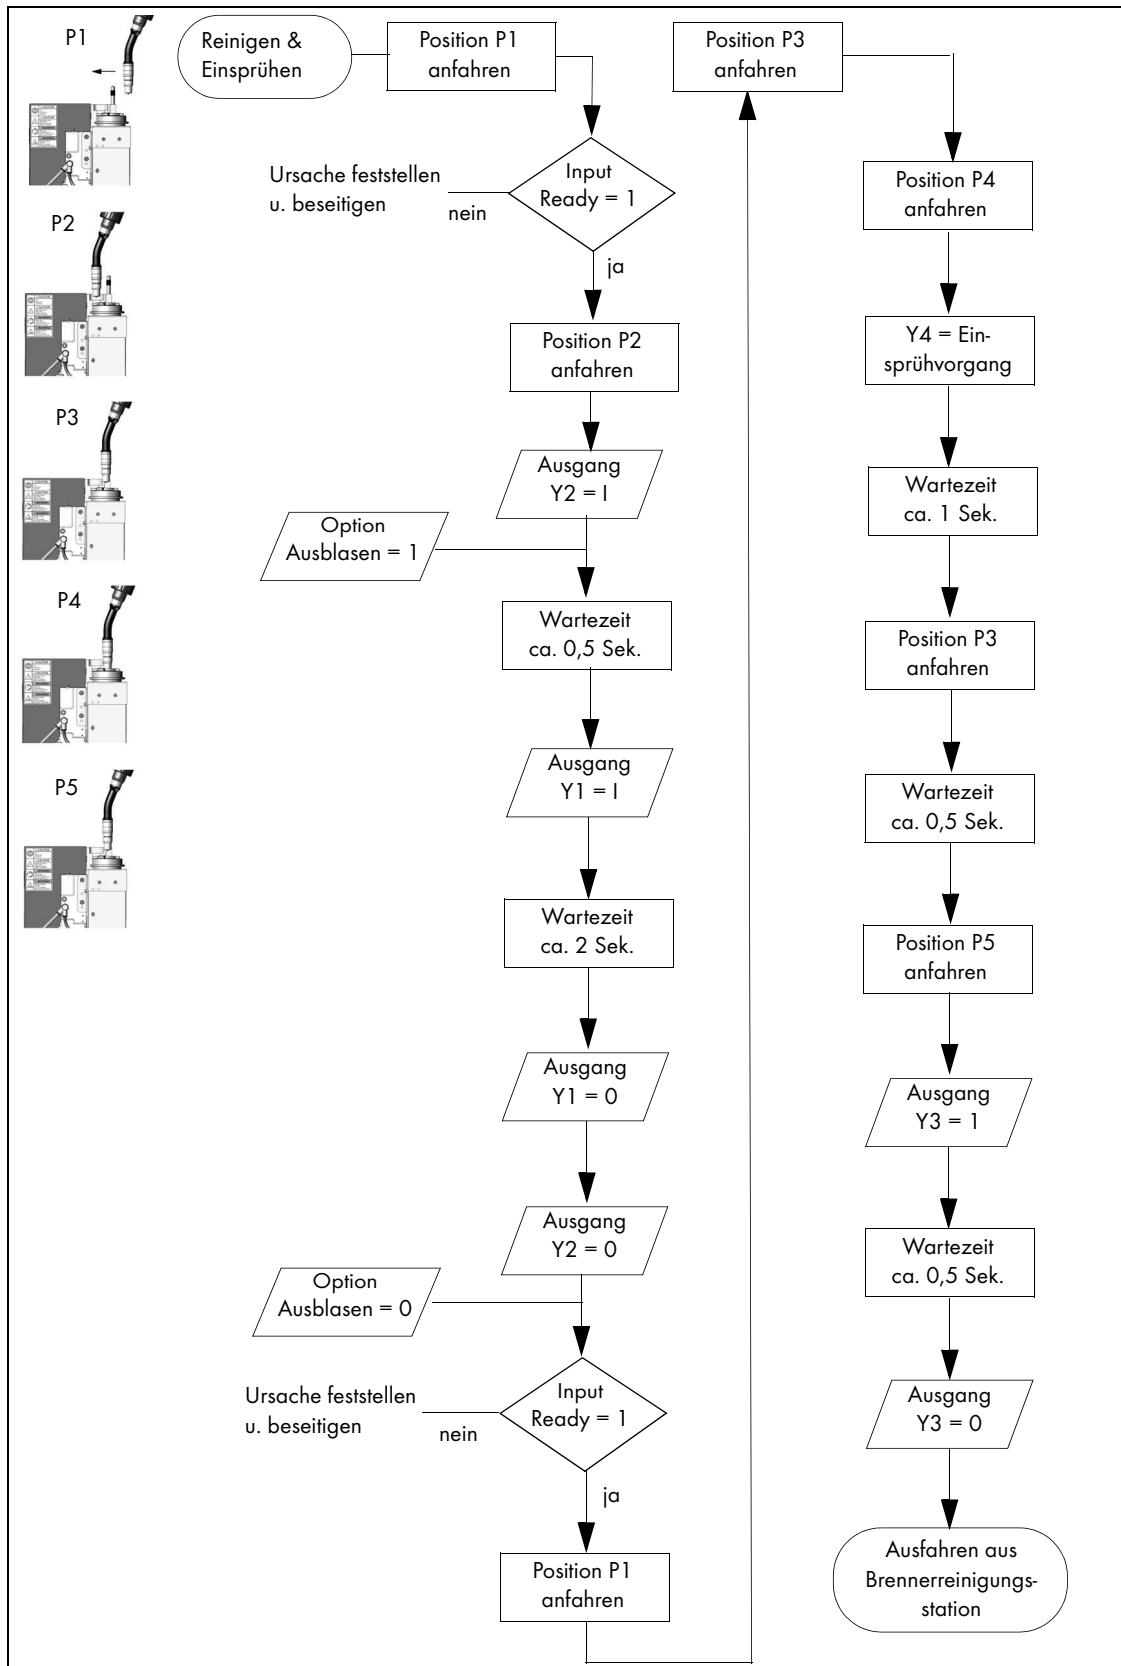 P1
P2
P3
P4
P5
Reinigen &
Einsprühen
Position P1
anfahren
Input
Ready = 1
Ursache feststellen
u. beseitigen
nein
ja
Position P2
anfahren
Ausgang
Y2 = I
Option
Ausblasen = 1
Wartezeit
ca. 0,5 Sek.
Ausgang
Y1 = I
Wartezeit
ca. 2 Sek.
Ausgang
Y1 = 0
Ausgang
Y2 = 0
Option
Ausblasen = 0
Input
Ready = 1
Ursache feststellen
u. beseitigen
nein
ja
Position P1
anfahren
Position P3
anfahren
Position P4
anfahren
Y4 = Ein-
sprühvorgang
Wartezeit
ca. 1 Sek.
Position P3
anfahren
Wartezeit
ca. 0,5 Sek.
Position P5
anfahren
Ausgang
Y3 = 1
Wartezeit
ca. 0,5 Sek.
Ausgang
Y3 = 0
Ausfahren aus
Brennerreinigungs-
station